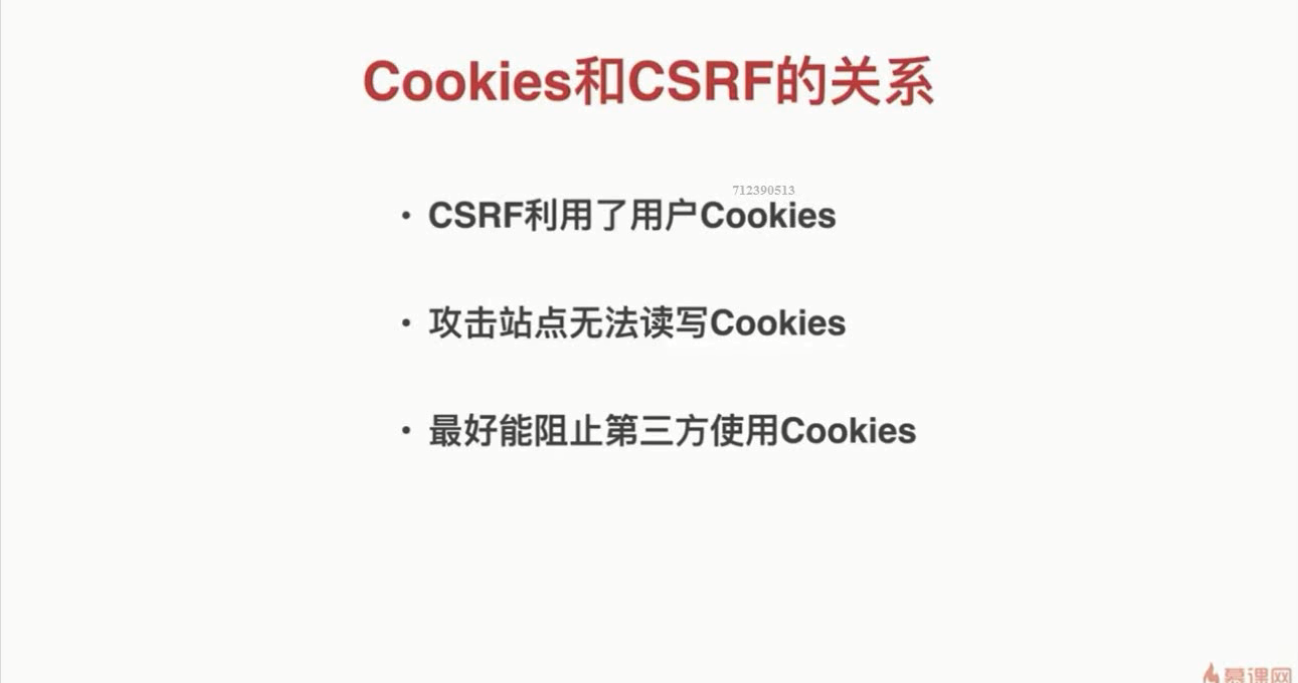 Cookies和CSRF的关系
712390513
• CSRF利用了用户Cookies
• 攻击站点无法读写Cookies
• 最好能阻止第三方使用Cookies
慕课网